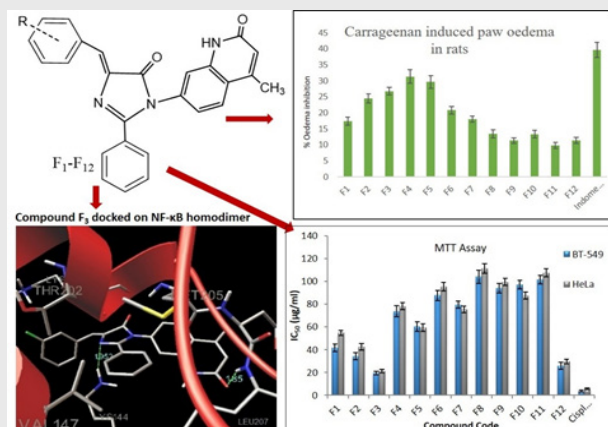 R
O
N
N
O
HN
O
CH₃
F₁-F₁₂
Carrageenan induced paw oedema
in rats
% Oedema inhibition
45
40
35
30
25
20
15
10
5
0
F1 F2 F3 F4 F5 F6 F7 F8 F9 F10 F11 F12 Indome...
Compound F₃ docked on NF-κB homodimer
THR202
VAL147
LEU207
MTT Assay
BT-549
HeLa
IC₅₀ (µg/ml)
140
120
100
80
60
40
20
0
F1 F2 F3 F4 F5 F6 F7 F8 F9 F10 F11 F12 Cispl...
Compound Code